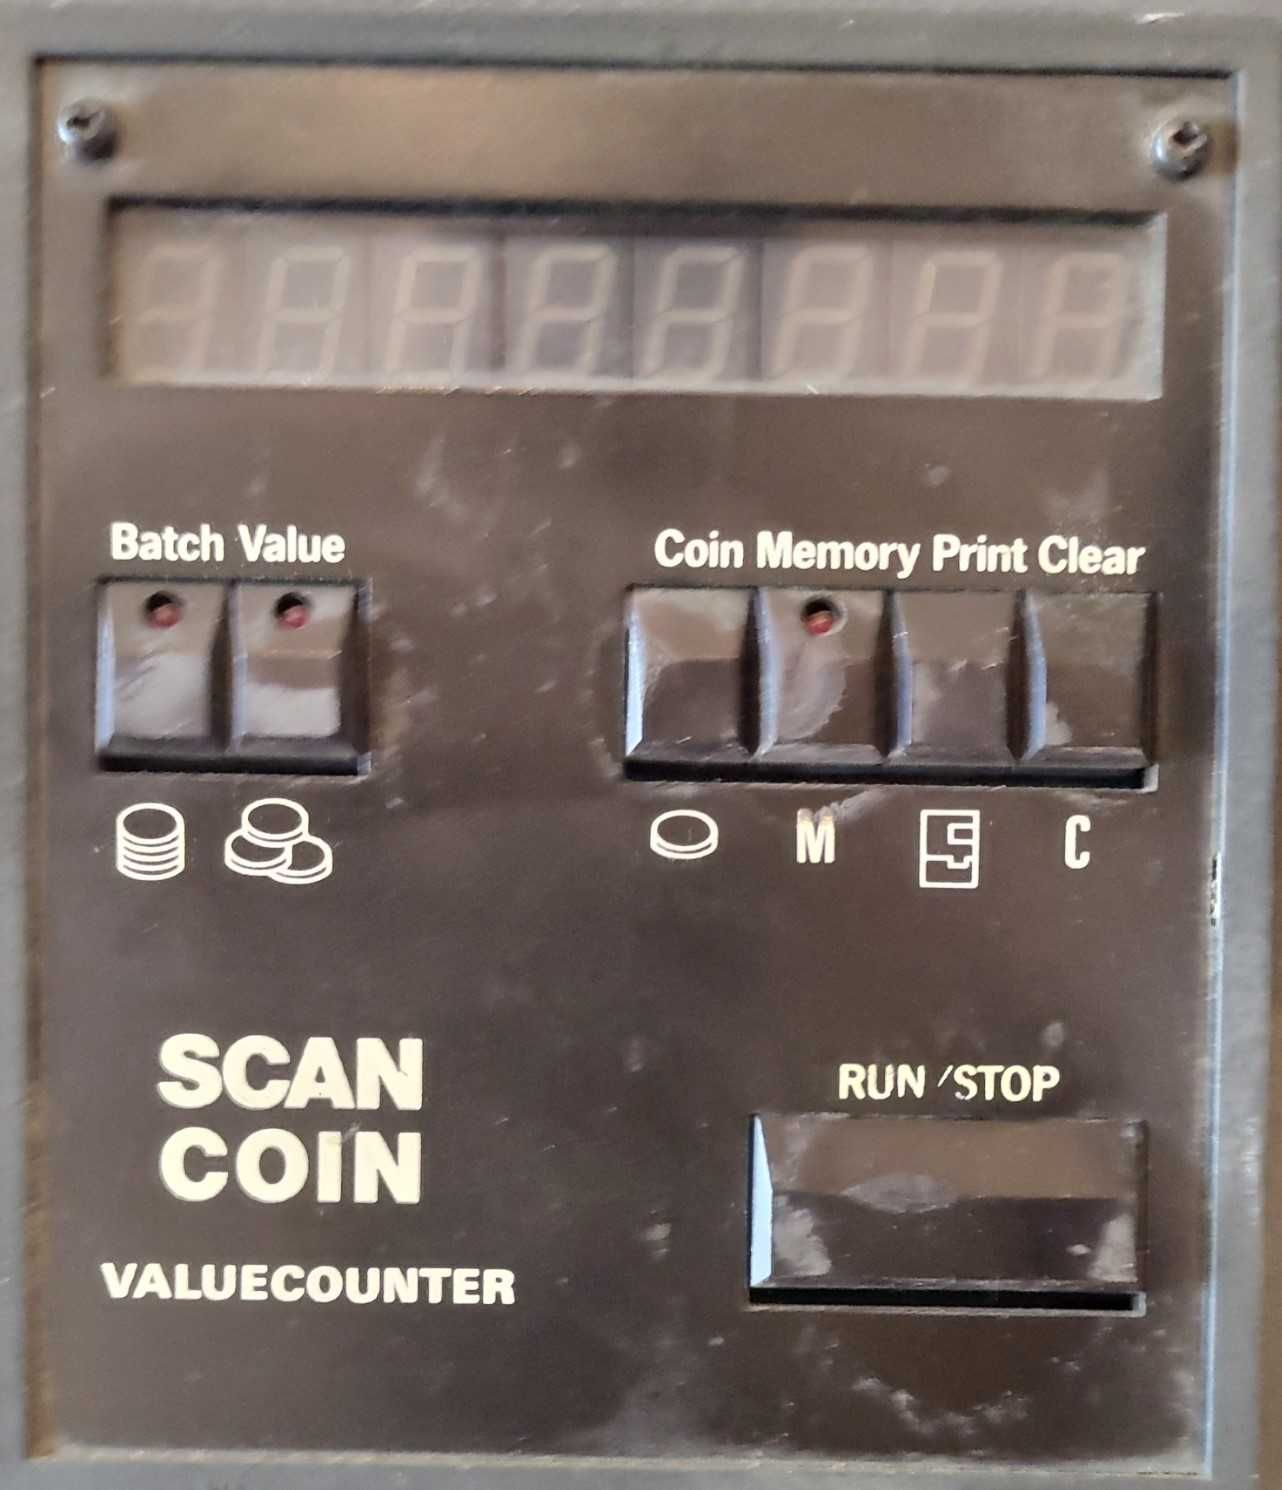 Batch Value
Coin Memory Print Clear
M
C
SCAN
COIN
RUN/STOP
VALUECOUNTER